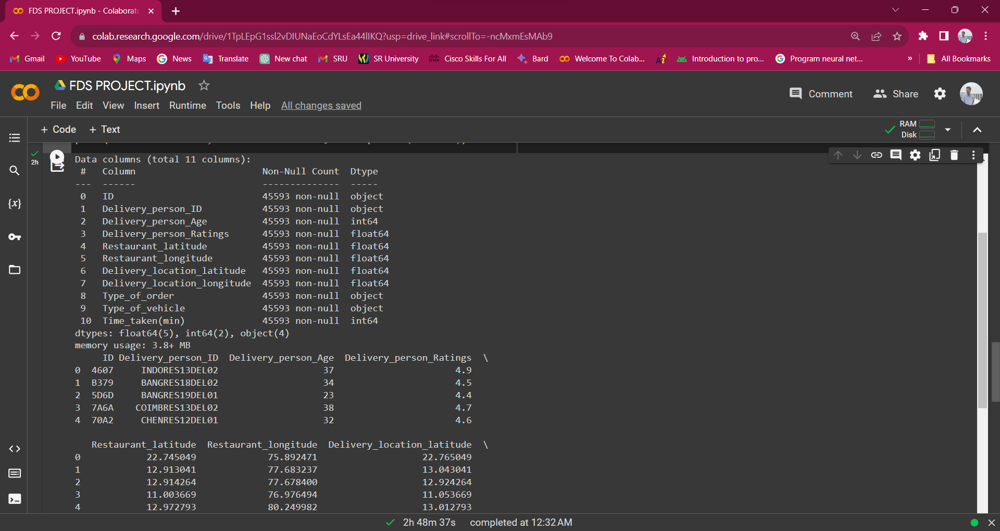 FDS PROJECT.ipynb - Colaborato
colab.research.google.com/drive/1TpLEpG1ssl2vDIUNaEoCdYLsEa44lIKQ?usp=drive_link#scrollTo=-ncMxmEsMAb9
Gmail YouTube Maps News Translate New chat SRU SR University Cisco Skills For All Bard Welcome To Colab... Introduction to pro... Program neural net... » All Bookmarks
FDS PROJECT.ipynb
Comment Share
File Edit View Insert Runtime Tools Help All changes saved
+ Code + Text
RAM
Disk
2h
Data columns (total 11 columns):
# Column Non-Null Count Dtype
--- ------ -------------- -----
0 ID 45593 non-null object
1 Delivery_person_ID 45593 non-null object
2 Delivery_person_Age 45593 non-null int64
3 Delivery_person_Ratings 45593 non-null float64
4 Restaurant_latitude 45593 non-null float64
5 Restaurant_longitude 45593 non-null float64
6 Delivery_location_latitude 45593 non-null float64
7 Delivery_location_longitude 45593 non-null float64
8 Type_of_order 45593 non-null object
9 Type_of_vehicle 45593 non-null object
10 Time_taken(min) 45593 non-null int64
dtypes: float64(5), int64(2), object(4)
memory usage: 3.8+ MB
ID Delivery_person_ID Delivery_person_Age Delivery_person_Ratings \
0 4607 INDORES13DEL02 37 4.9
1 B379 BANGRES18DEL02 34 4.5
2 5D6D BANGRES19DEL01 23 4.4
3 7A6A COIMBRES13DEL02 38 4.7
4 70A2 CHENRES12DEL01 32 4.6
Restaurant_latitude Restaurant_longitude Delivery_location_latitude \
0 22.745049 75.892471 22.765049
1 12.913041 77.683237 13.043041
2 12.914264 77.678400 12.924264
3 11.003669 76.976494 11.053669
4 12.972793 80.249982 13.012793
2h 48m 37s completed at 12:32 AM